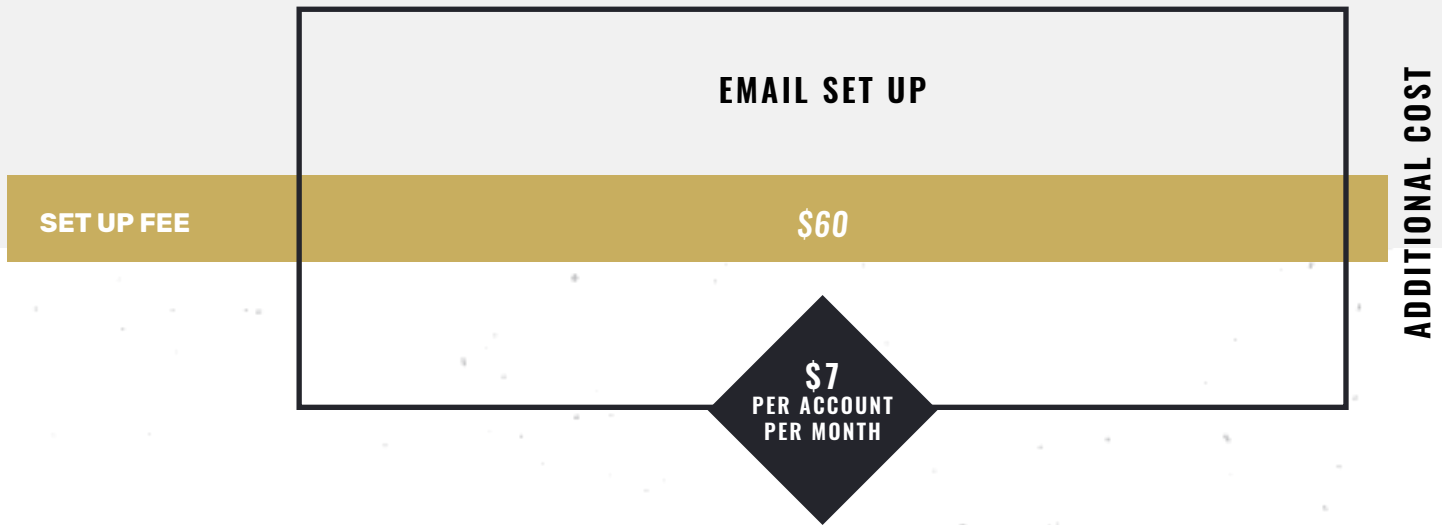 EMAIL SET UP
SET UP FEE
$60
$7
PER ACCOUNT
PER MONTH
ADDITIONAL COST